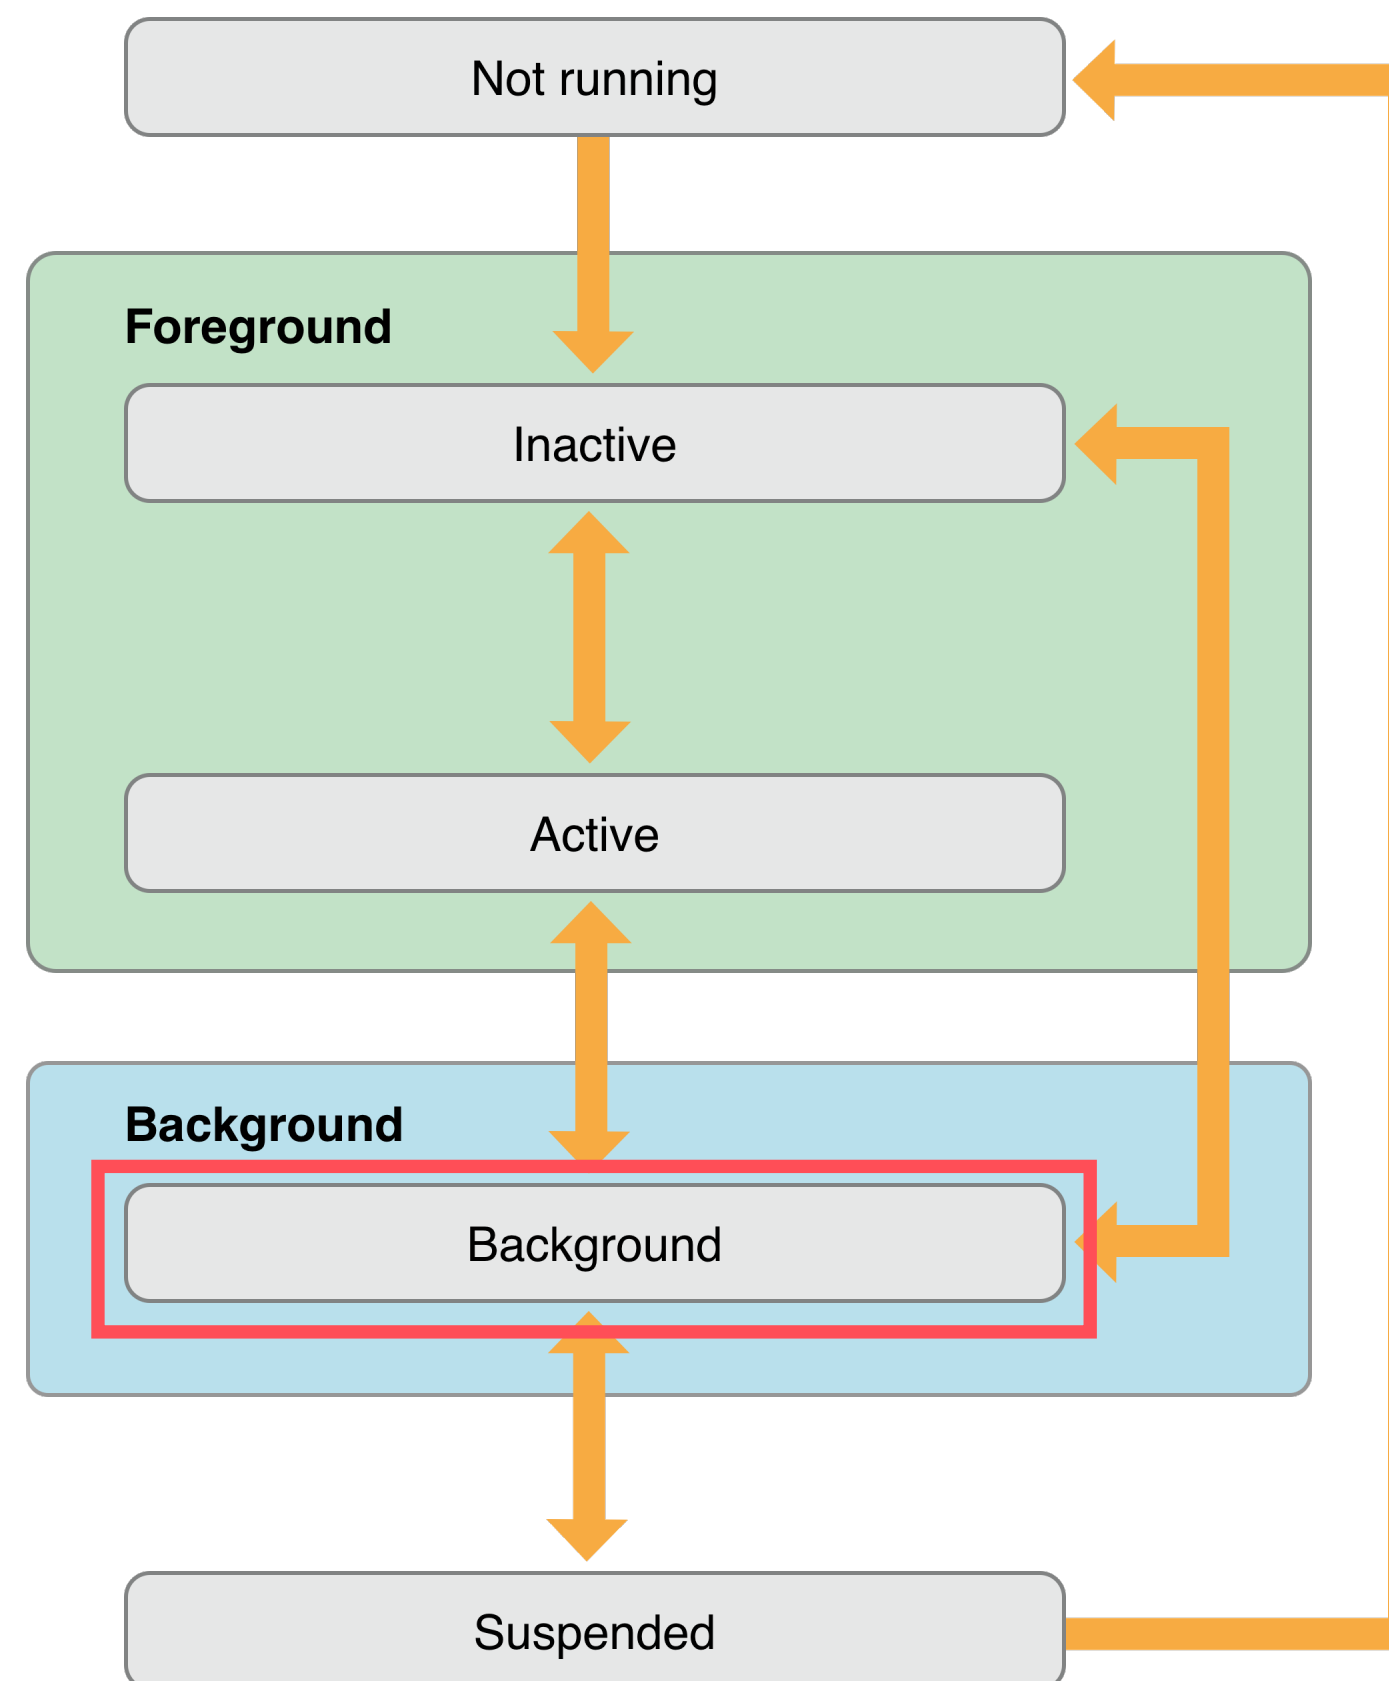 Not running
Foreground
Inactive
Active
Background
Background
Suspended